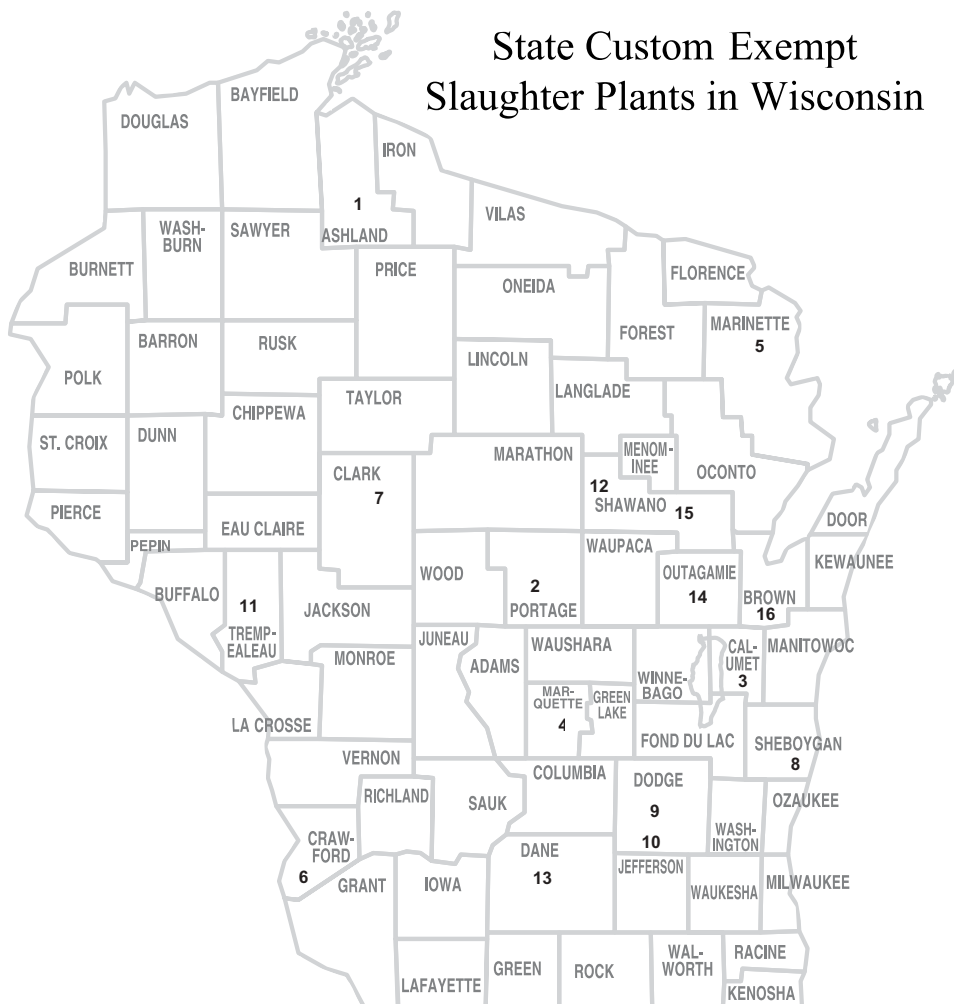 State Custom Exempt
Slaughter Plants in Wisconsin
BAYFIELD
DOUGLAS
IRON
1
VILAS
ASHLAND
WASH-
BURN
SAWYER
BURNETT
PRICE
FLORENCE
ONEIDA
MARINETTE
5
FOREST
BARRON
RUSK
LINCOLN
POLK
LANGLADE
TAYLOR
CHIPPEWA
ST. CROIX
DUNN
MARATHON
MENOM-
INEE
CLARK
7
OCONTO
12
SHAWANO
15
PIERCE
EAU CLAIRE
DOOR
PEPIN
WAUPACA
KEWAUNEE
WOOD
OUTAGAMIE
14
2
PORTAGE
BUFFALO
BROWN
16
11
TREMP-
EALEAU
JACKSON
JUNEAU
WAUSHARA
CAL-
UMET
3
MANITOWOC
MONROE
ADAMS
WINNE-
BAGO
MAR-
QUETTE
4
GREEN
LAKE
LA CROSSE
FOND DU LAC
SHEBOYGAN
8
VERNON
COLUMBIA
DODGE
9
10
RICHLAND
SAUK
OZAUKEE
CRAW-
FORD
6
WASH-
INGTON
DANE
13
JEFFERSON
GRANT
IOWA
WAUKESHA
MILWAUKEE
LAFAYETTE
GREEN
ROCK
WAL-
WORTH
RACINE
KENOSHA